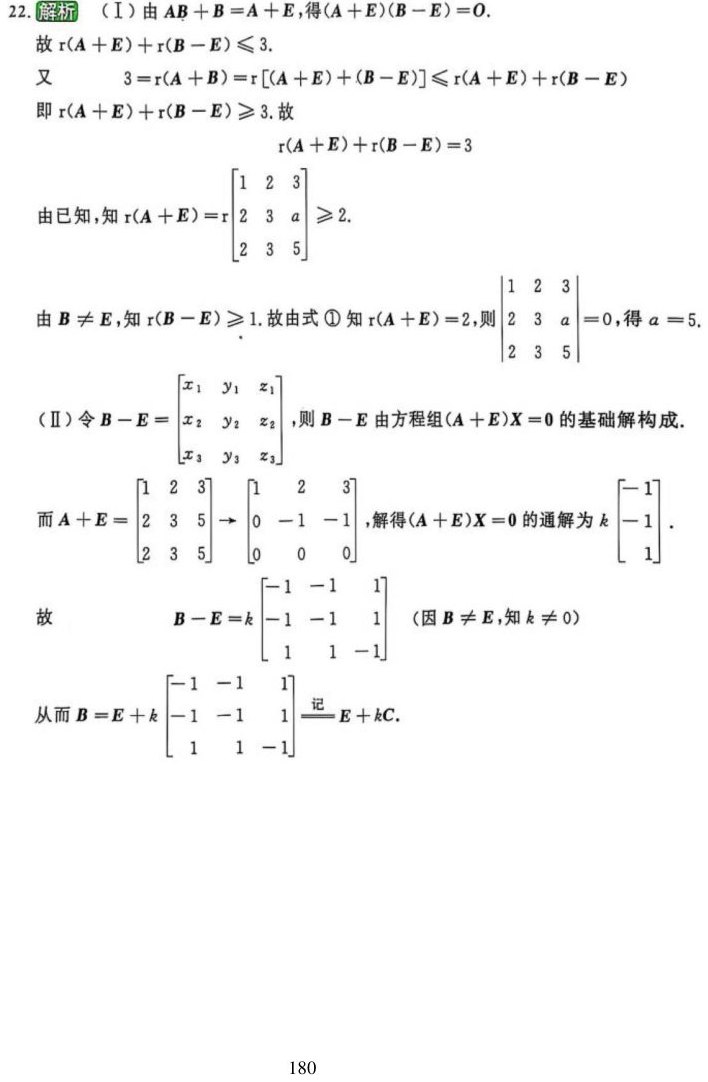 22. 解析 (Ⅰ)由 AB+B=A+E,得(A+E)(B-E)=O.
故 r(A+E)+r(B-E)≤3.
又 3=r(A+B)=r[(A+E)+(B-E)]≤r(A+E)+r(B-E)
即 r(A+E)+r(B-E)≥3.故
r(A+E)+r(B-E)=3
由已知,知 r(A+E)=r[1 2 3; 2 3 a; 2 3 5]≥2.
由 B≠E,知 r(B-E)≥1.故由式①知 r(A+E)=2,则|1 2 3; 2 3 a; 2 3 5|=0,得 a=5.
(Ⅱ)令 B-E=[x₁ y₁ z₁; x₂ y₂ z₂; x₃ y₃ z₃],则 B-E 由方程组(A+E)X=0 的基础解构成.
而 A+E=[1 2 3; 2 3 5; 2 3 5]→[1 2 3; 0 -1 -1; 0 0 0],解得(A+E)X=0 的通解为 k[-1; -1; 1].
故 B-E=k[-1 -1 1; -1 -1 1; 1 1 -1] (因 B≠E,知 k≠0)
从而 B=E+k[-1 -1 1; -1 -1 1; 1 1 -1] 记 = E+kC.
180